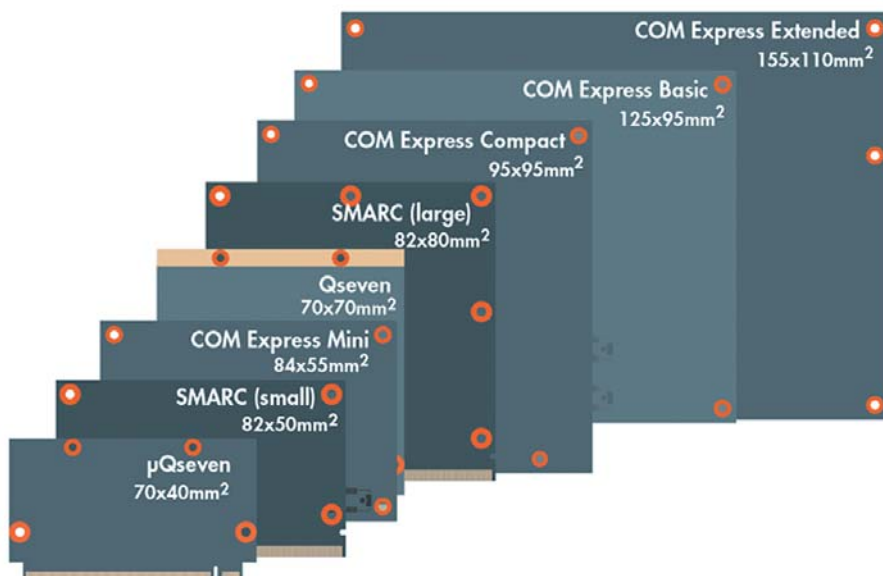 COM Express Extended
155x110mm²
COM Express Basic
125x95mm²
COM Express Compact
95x95mm²
SMARC (large)
82x80mm²
Qseven
70x70mm²
COM Express Mini
84x55mm²
SMARC (small)
82x50mm²
µQseven
70x40mm²